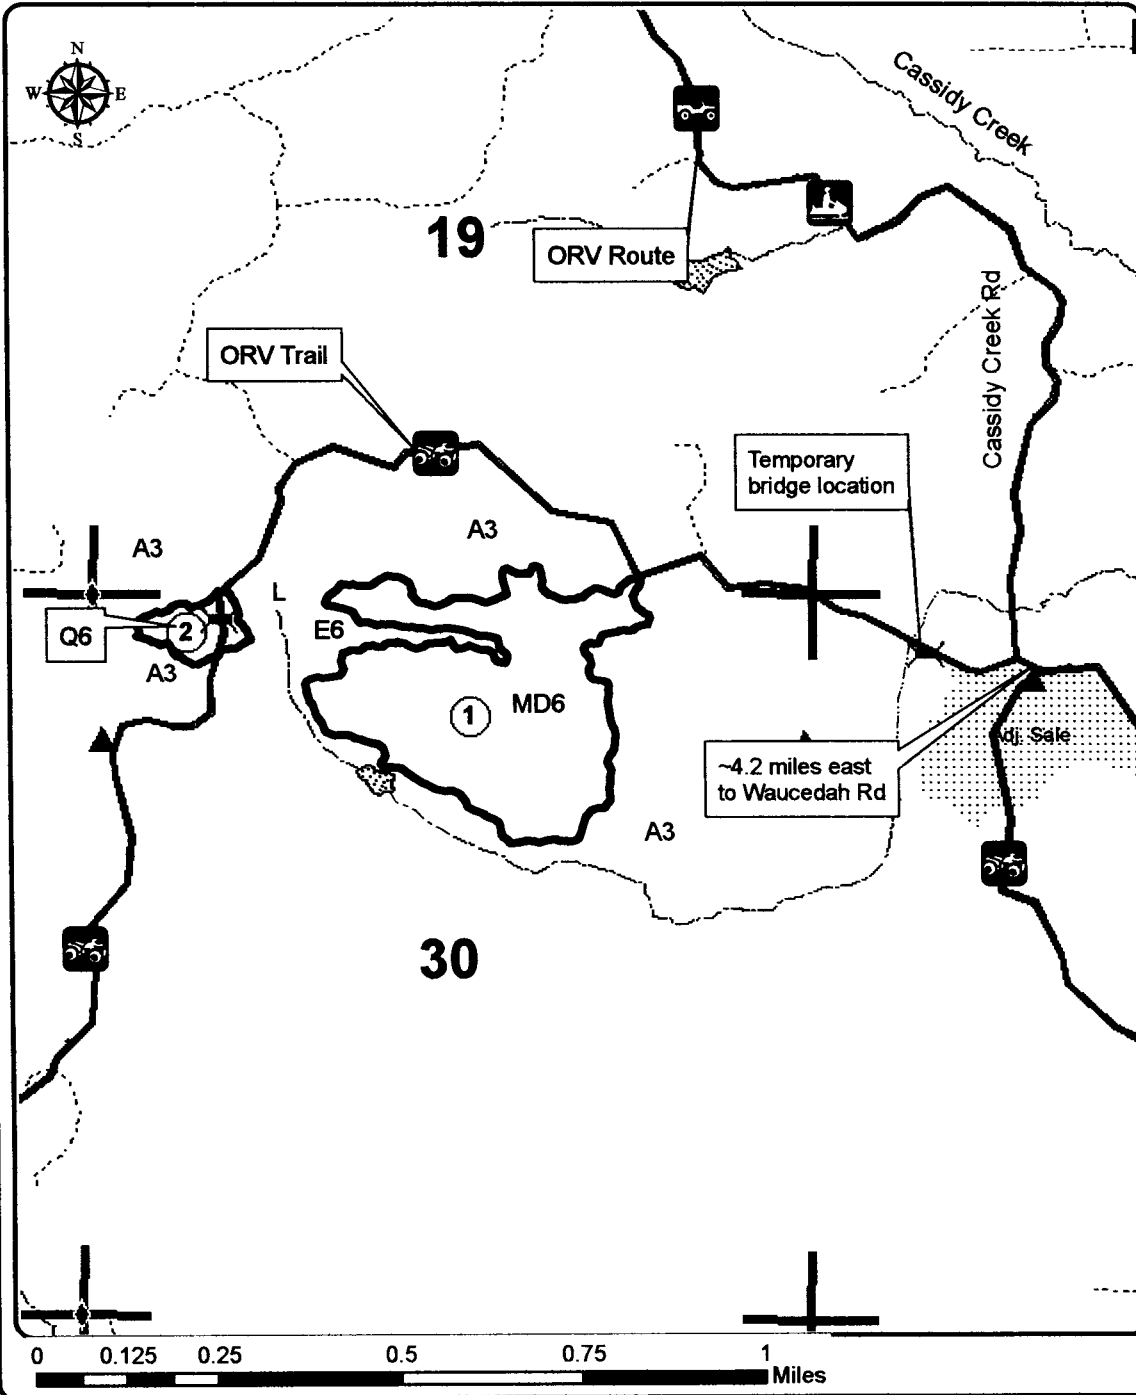 N
W E
S
Cassidy Creek
19
ORV Route
Cassidy Creek Rd
ORV Trail
Temporary
bridge location
A3
A3
L
Q6
2
E6
A3
MD6
1
dj. Sale
~4.2 miles east
to Waucedah Rd
A3
30
0 0.125 0.25 0.5 0.75 1
Miles